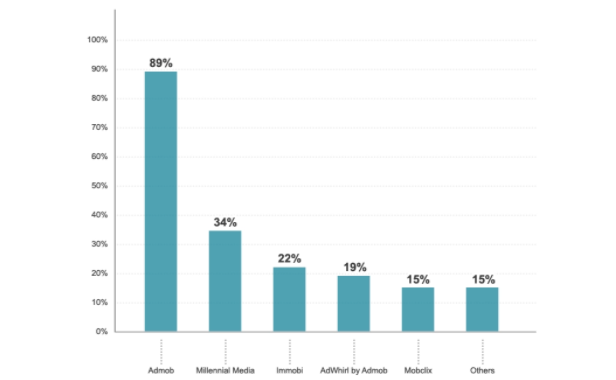 100%
90%
80%
70%
60%
50%
40%
30%
20%
10%
0%
89%
34%
22%
19%
15%
15%
Admob
Millennial Media
Immobi
AdWhirl by Admob
Mobclix
Others